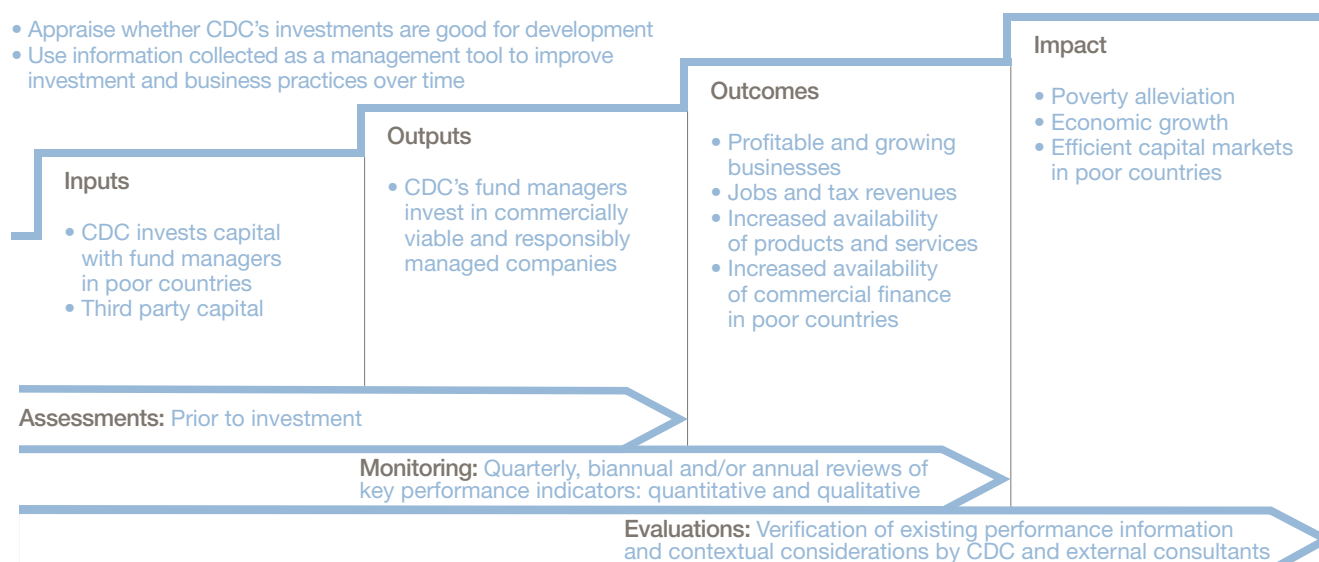 • Appraise whether CDC’s investments are good for development
• Use information collected as a management tool to improve
investment and business practices over time
Inputs
• CDC invests capital
with fund managers
in poor countries
• Third party capital
Outputs
• CDC’s fund managers
invest in commercially
viable and responsibly
managed companies
Outcomes
• Profitable and growing
businesses
• Jobs and tax revenues
• Increased availability
of products and services
• Increased availability
of commercial finance
in poor countries
Impact
• Poverty alleviation
• Economic growth
• Efficient capital markets
in poor countries
Assessments: Prior to investment
Monitoring: Quarterly, biannual and/or annual reviews of
key performance indicators: quantitative and qualitative
Evaluations: Verification of existing performance information
and contextual considerations by CDC and external consultants